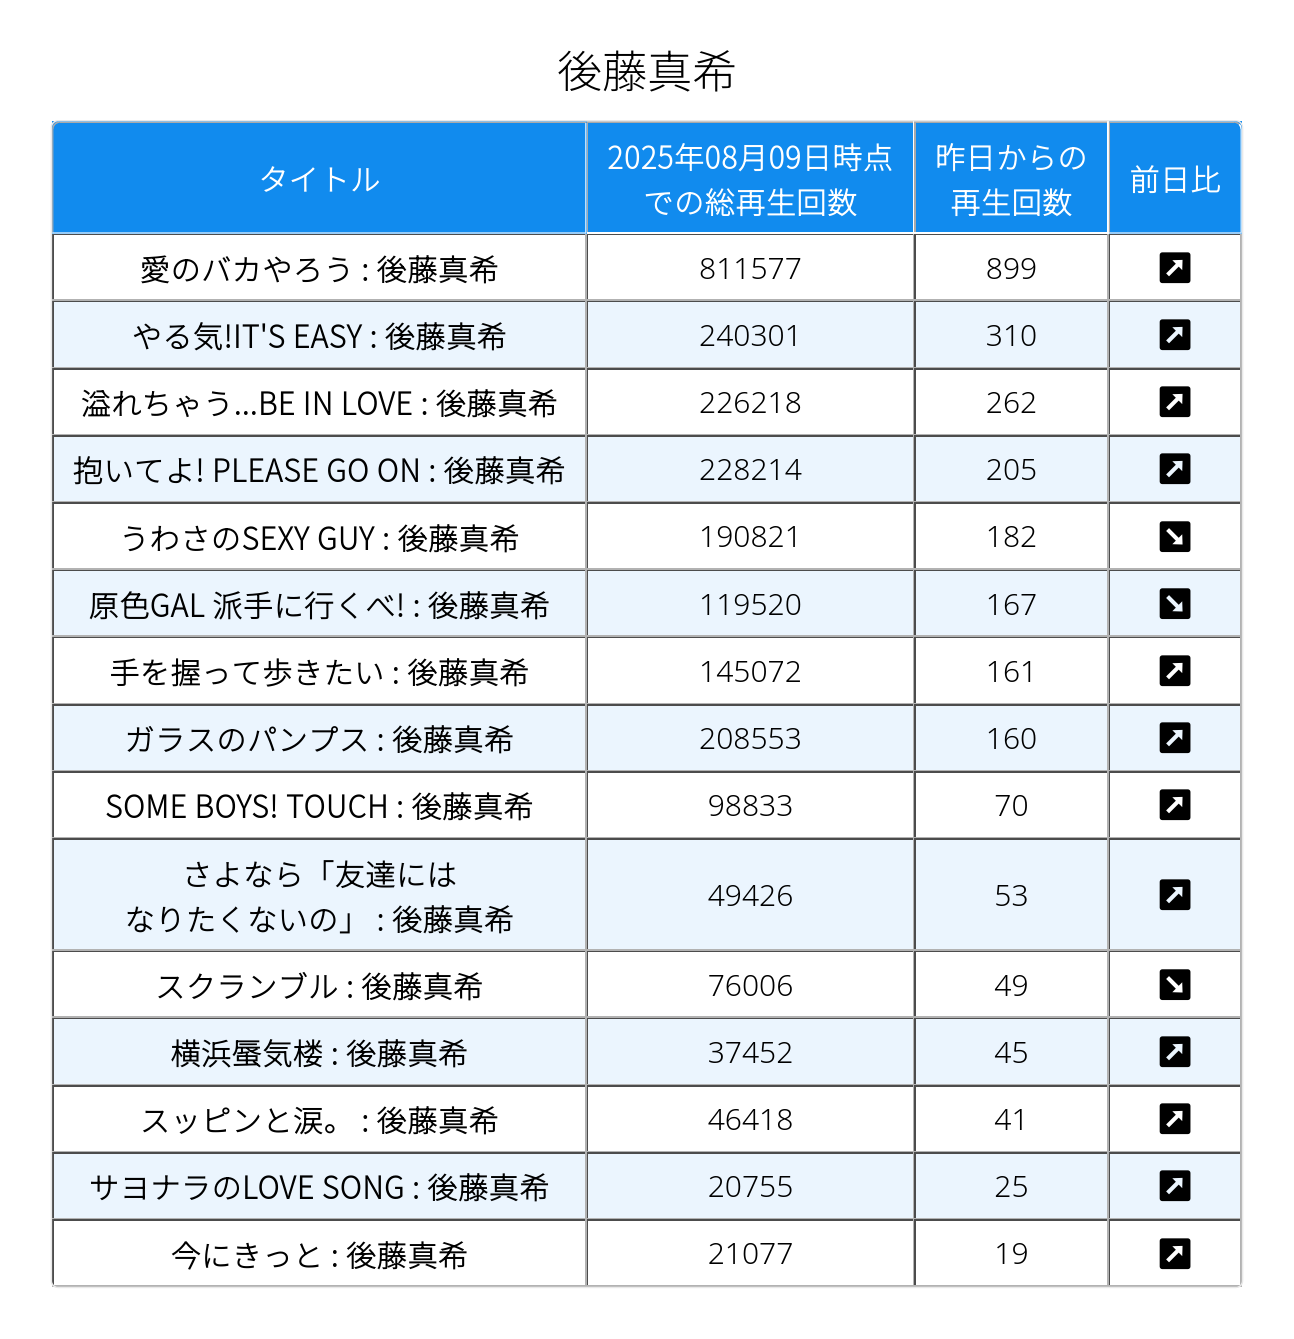 後藤真希
タイトル
2025年08月09日時点
での総再生回数
昨日からの
再生回数
前日比
愛のバカやろう : 後藤真希 811577 899
やる気!IT'S EASY : 後藤真希 240301 310
溢れちゃう...BE IN LOVE : 後藤真希 226218 262
抱いてよ! PLEASE GO ON : 後藤真希 228214 205
うわさのSEXY GUY : 後藤真希 190821 182
原色GAL 派手に行くべ! : 後藤真希 119520 167
手を握って歩きたい : 後藤真希 145072 161
ガラスのパンプス : 後藤真希 208553 160
SOME BOYS! TOUCH : 後藤真希 98833 70
さよなら「友達には
なりたくないの」 : 後藤真希 49426 53
スクランブル : 後藤真希 76006 49
横浜蜃気楼 : 後藤真希 37452 45
スッピンと涙。 : 後藤真希 46418 41
サヨナラのLOVE SONG : 後藤真希 20755 25
今にきっと : 後藤真希 21077 19